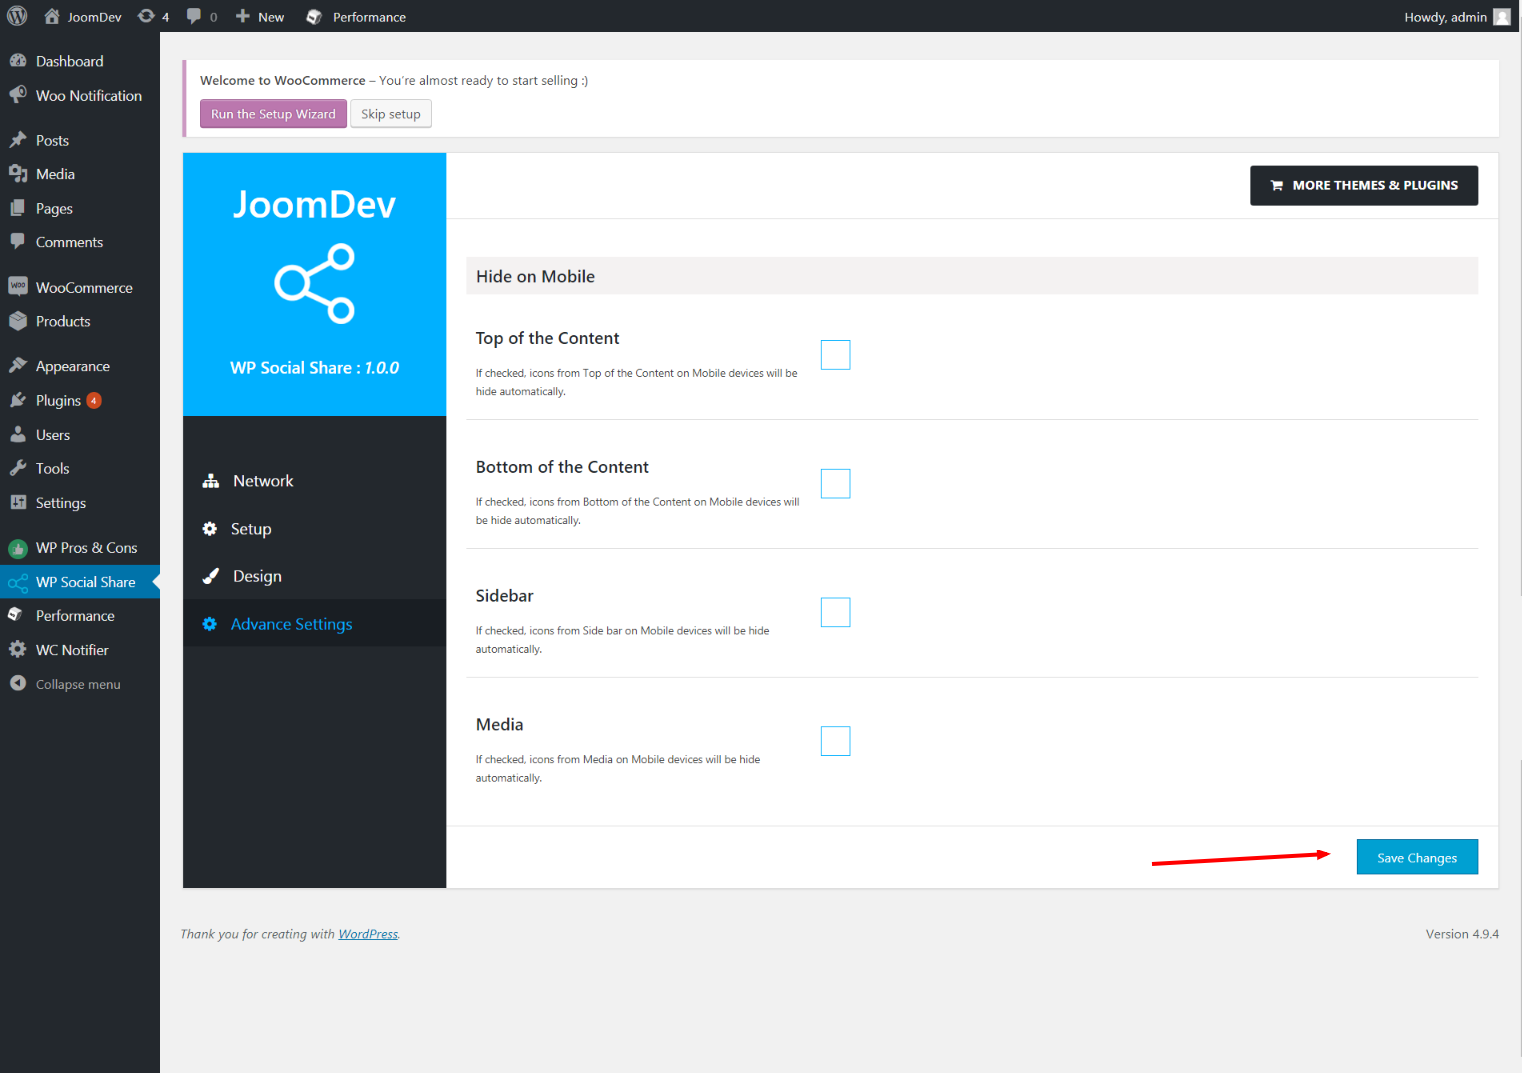 JoomDev 4 0 New Performance Howdy, admin
Dashboard
Woo Notification
Posts
Media
Pages
Comments
WOO WooCommerce
Products
Appearance
Plugins 4
Users
Tools
Settings
WP Pros & Cons
WP Social Share
Performance
WC Notifier
Collapse menu
Welcome to WooCommerce – You're almost ready to start selling :)
Run the Setup Wizard Skip setup
JoomDev
WP Social Share : 1.0.0
Network
Setup
Design
Advance Settings
MORE THEMES & PLUGINS
Hide on Mobile
Top of the Content
If checked, icons from Top of the Content on Mobile devices will be
hide automatically.
Bottom of the Content
If checked, icons from Bottom of the Content on Mobile devices will
be hide automatically.
Sidebar
If checked, icons from Side bar on Mobile devices will be hide
automatically.
Media
If checked, icons from Media on Mobile devices will be hide
automatically.
Save Changes
Thank you for creating with WordPress. Version 4.9.4